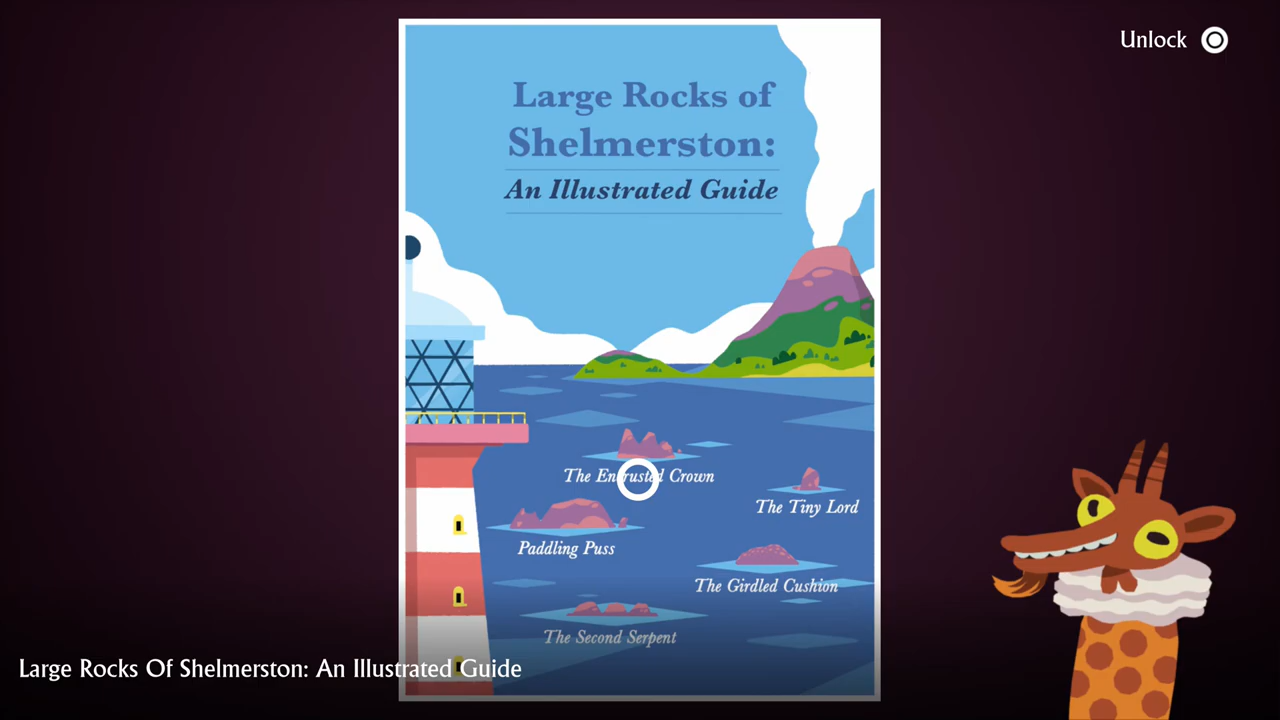 Unlock
Large Rocks of
Shelmerston:
An Illustrated Guide
The Entrusted Crown
The Tiny Lord
Paddling Puss
The Girdled Cushion
The Second Serpent
Large Rocks Of Shelmerston: An Illustrated Guide